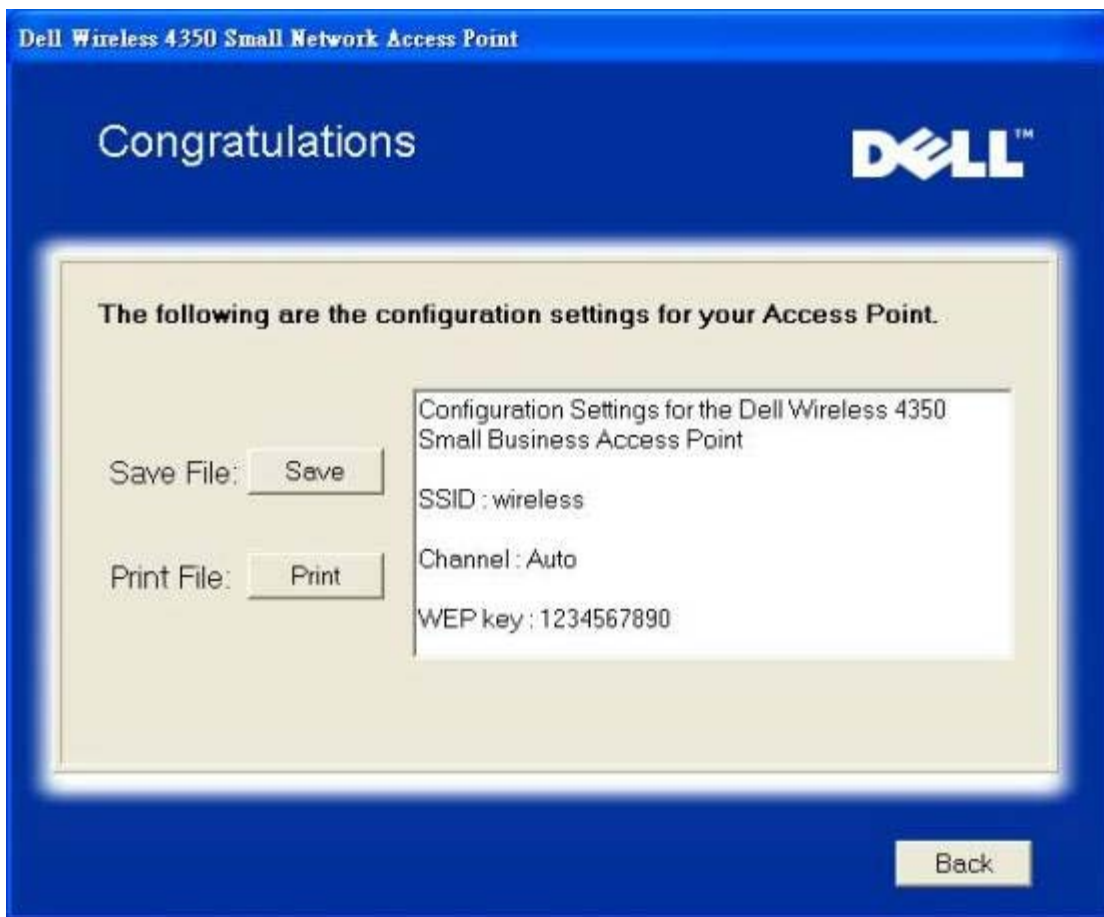 Dell Wireless 4350 Small Network Access Point
Congratulations
DELL™
The following are the configuration settings for your Access Point.
Save File: Save
Print File: Print
Configuration Settings for the Dell Wireless 4350
Small Business Access Point
SSID : wireless
Channel : Auto
WEP key : 1234567890
Back